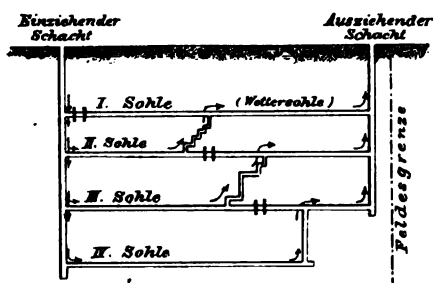 Einziehender
Schacht
Ausziehender
Schacht
I. Sohle
(Wettersohle)
II. Sohle
III. Sohle
IV. Sohle
Feldesgrenze